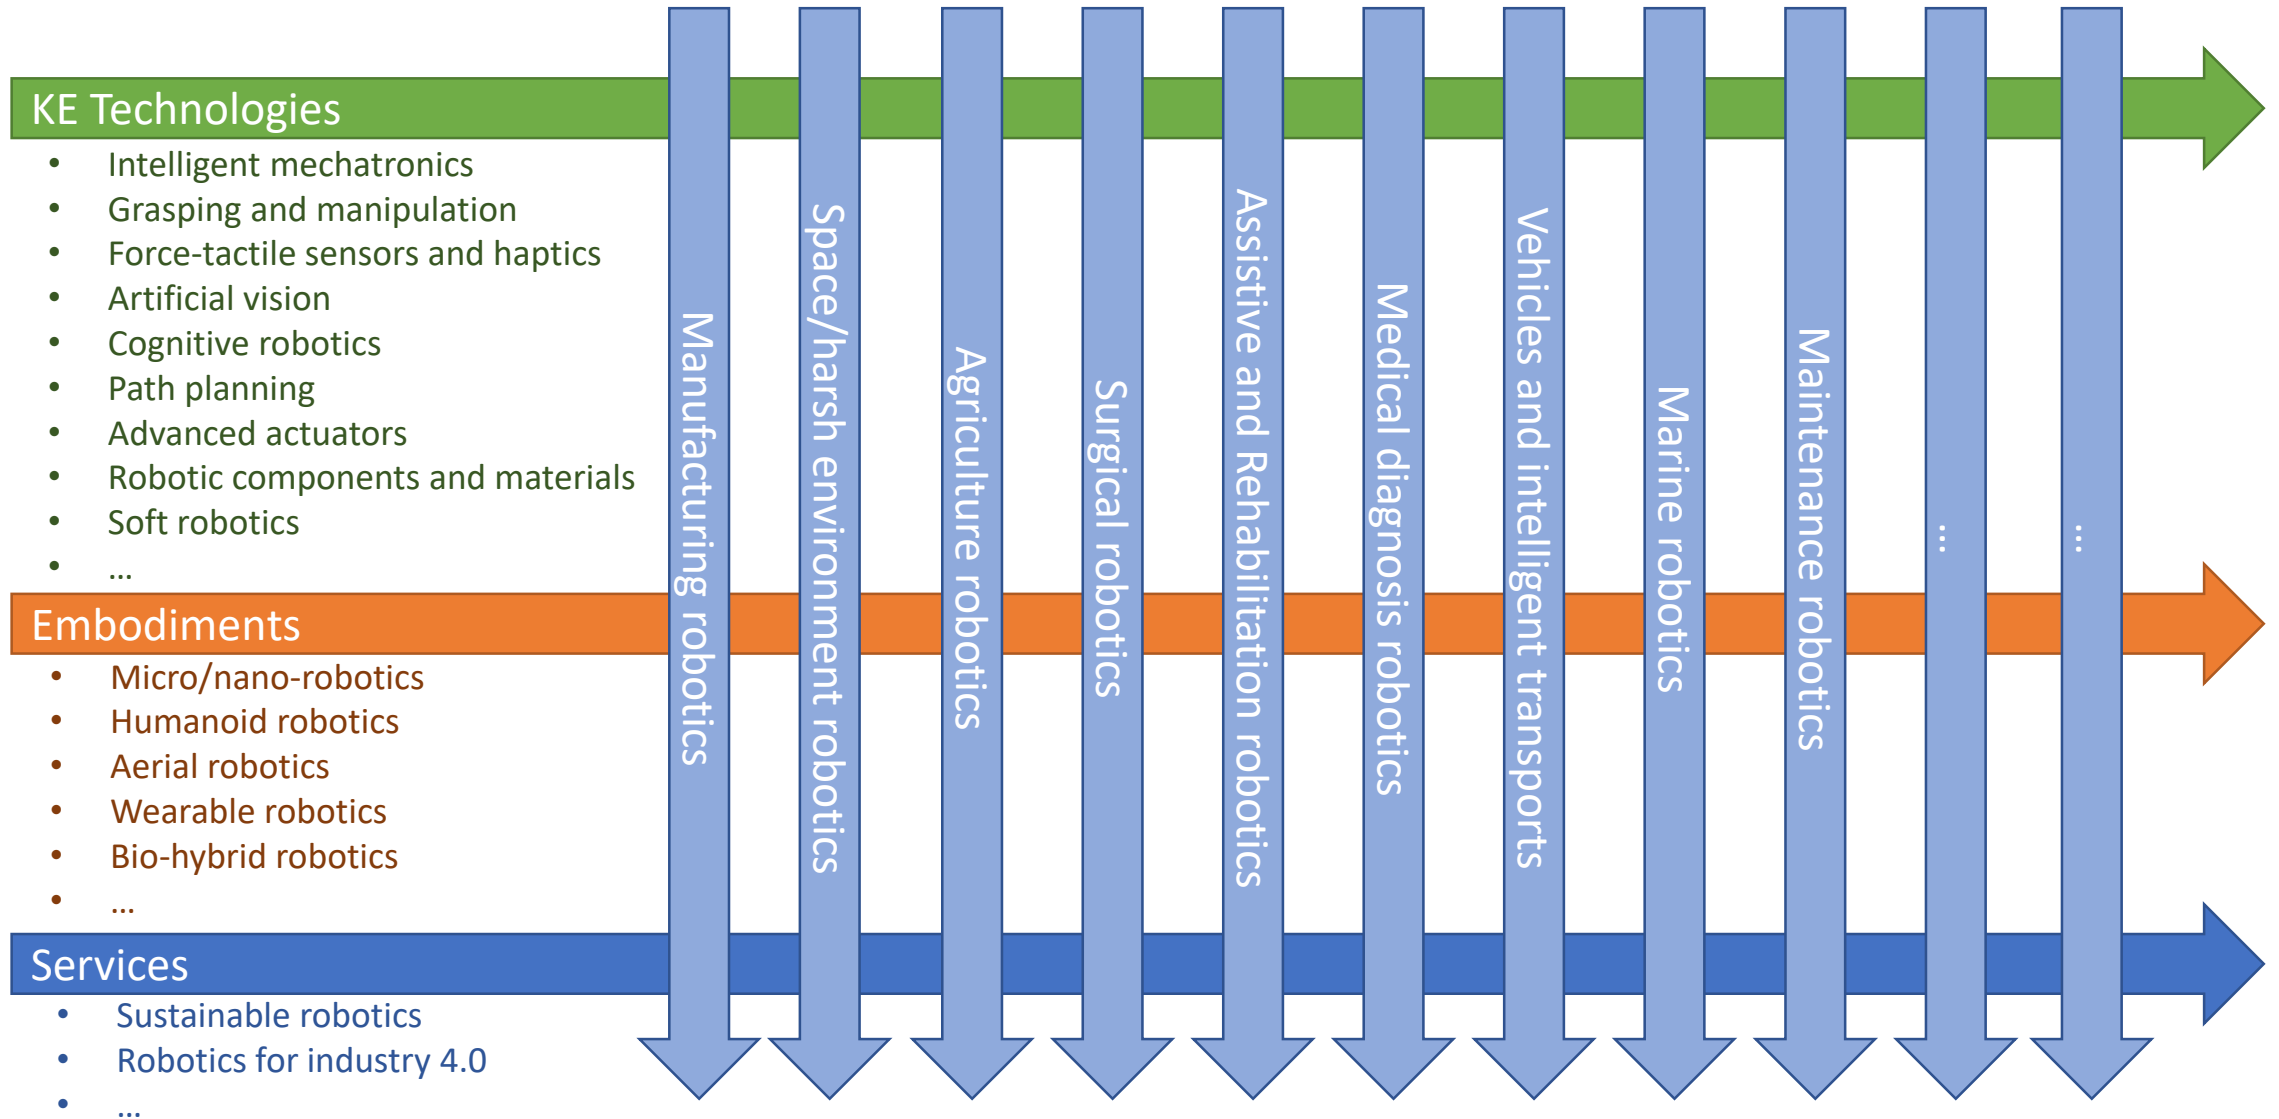 KE Technologies
• Intelligent mechatronics
• Grasping and manipulation
• Force-tactile sensors and haptics
• Artificial vision
• Cognitive robotics
• Path planning
• Advanced actuators
• Robotic components and materials
• Soft robotics
• ...
Embodiments
• Micro/nano-robotics
• Humanoid robotics
• Aerial robotics
• Wearable robotics
• Bio-hybrid robotics
• ...
Services
• Sustainable robotics
• Robotics for industry 4.0
• ...
Manufacturing robotics
Space/harsh environment robotics
Agriculture robotics
Surgical robotics
Assistive and Rehabilitation robotics
Medical diagnosis robotics
Vehicles and intelligent transports
Marine robotics
Maintenance robotics
...
...